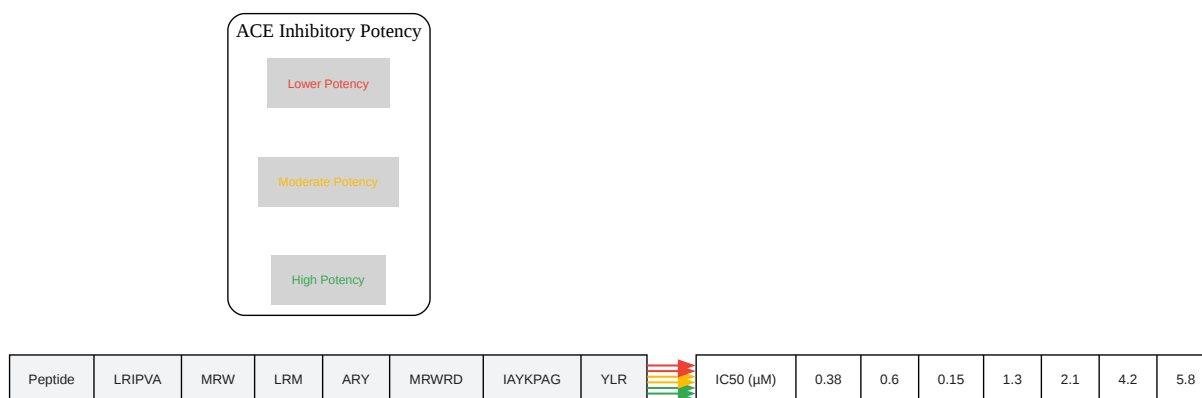 ACE Inhibitory Potency
Lower Potency
Moderate Potency
High Potency
Peptide LRIPVA MRW LRM ARY MRWRD IAYKPAG YLR IC50 (µM) 0.38 0.6 0.15 1.3 2.1 4.2 5.8